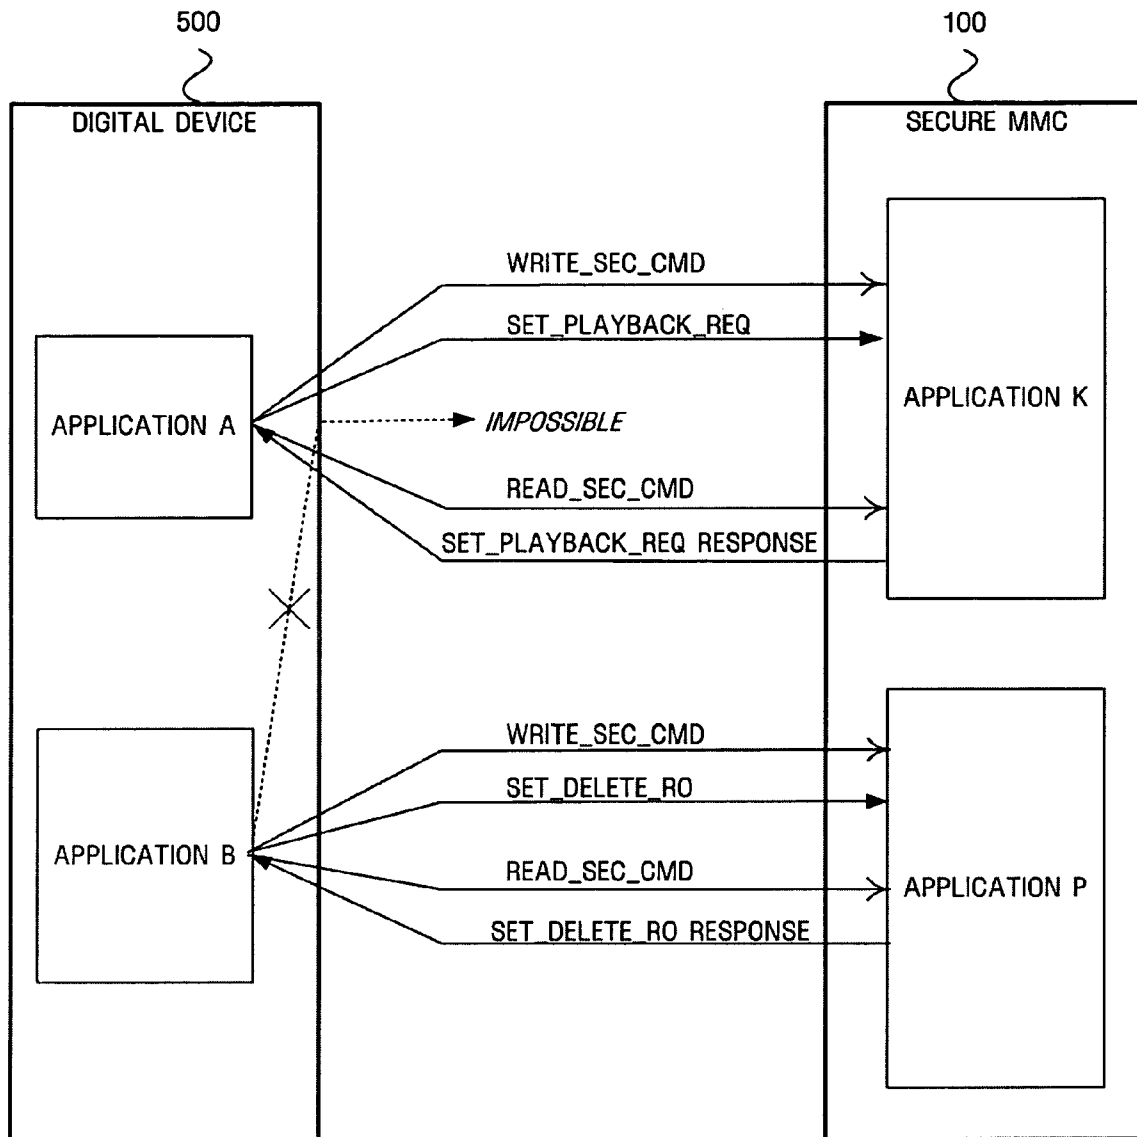 500
100
DIGITAL DEVICE
SECURE MMC
WRITE_SEC_CMD
SET_PLAYBACK_REQ
APPLICATION A
IMPOSSIBLE
APPLICATION K
READ_SEC_CMD
SET_PLAYBACK_REQ RESPONSE
WRITE_SEC_CMD
SET_DELETE_RO
APPLICATION B
READ_SEC_CMD
APPLICATION P
SET_DELETE_RO RESPONSE